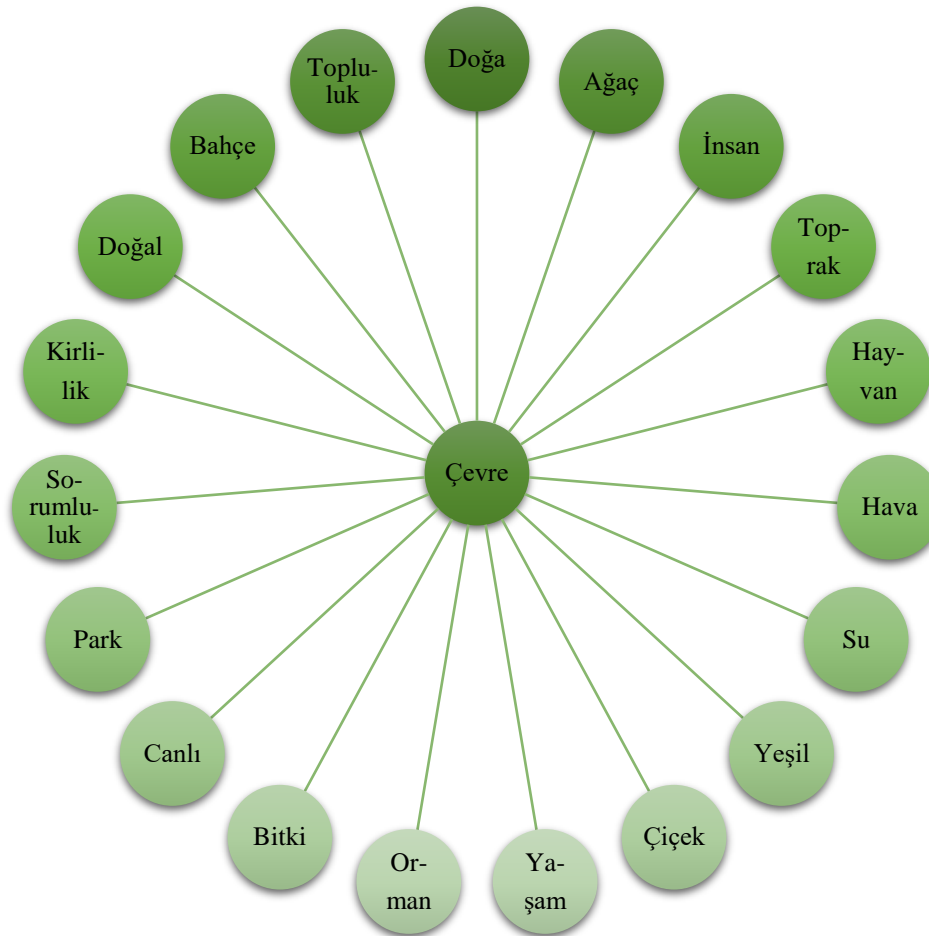 Doğa
Ağaç
İnsan
Top-
rak
Hay-
van
Hava
Su
Yeşil
Çiçek
Ya-
şam
Or-
man
Bitki
Canlı
Park
So-
rumlu-
luk
Kirli-
lik
Doğal
Bahçe
Toplu-
luk
Çevre